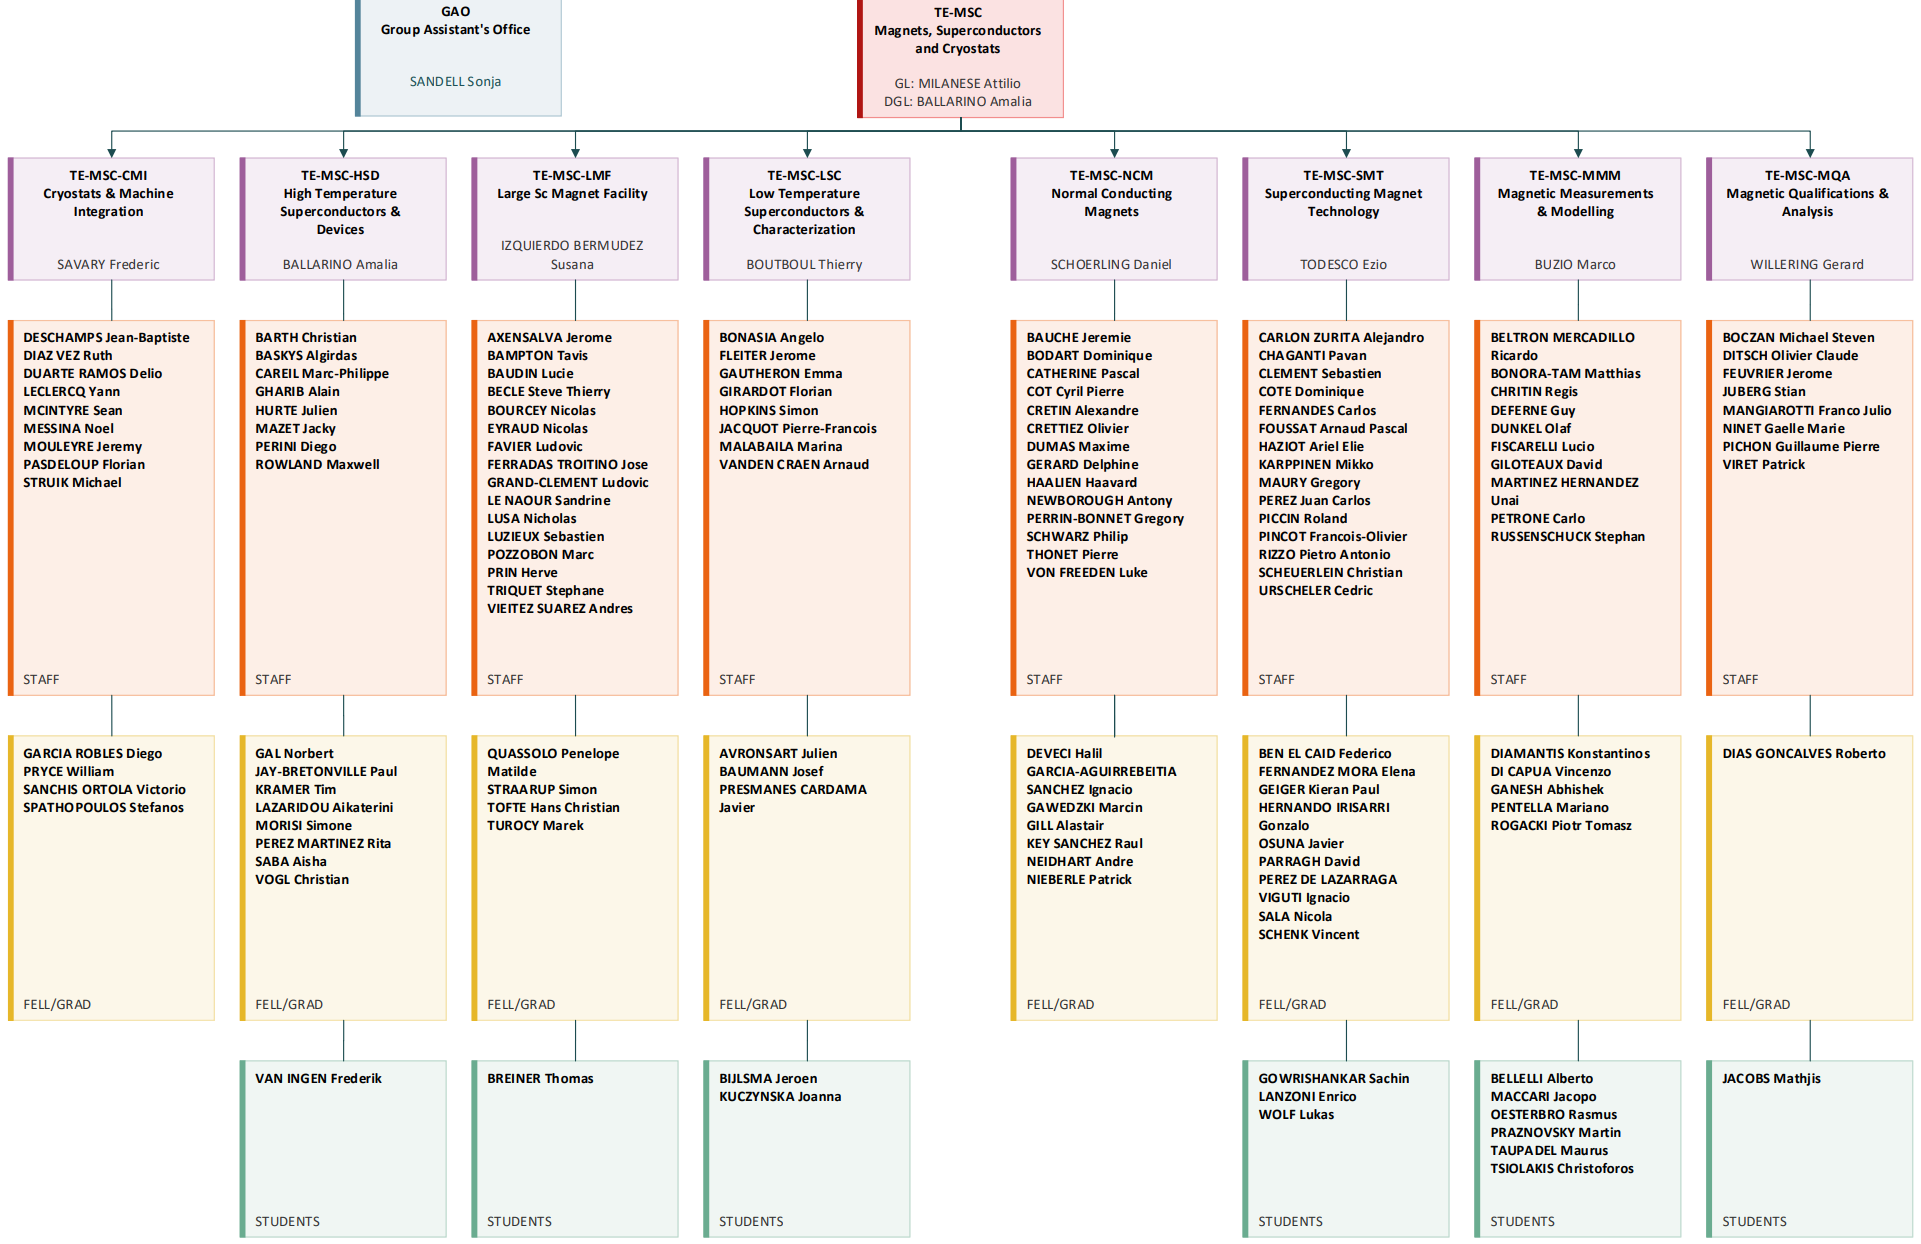 GAO
Group Assistant's Office
SANDELL Sonja
TE-MSC
Magnets, Superconductors
and Cryostats
GL: MILANESE Attilio
DGL: BALLARINO Amalia
TE-MSC-CMI
Cryostats & Machine
Integration
SAVARY Frederic
TE-MSC-HSD
High Temperature
Superconductors &
Devices
BALLARINO Amalia
TE-MSC-LMF
Large Sc Magnet Facility
IZQUIERDO BERMUDEZ
Susana
TE-MSC-LSC
Low Temperature
Superconductors &
Characterization
BOUTBOUL Thierry
TE-MSC-NCM
Normal Conducting
Magnets
SCHOERLING Daniel
TE-MSC-SMT
Superconducting Magnet
Technology
TODESCO Ezio
TE-MSC-MMM
Magnetic Measurements
& Modelling
BUZIO Marco
TE-MSC-MQA
Magnetic Qualifications &
Analysis
WILLERING Gerard
DESCHAMPS Jean-Baptiste
DIAZ VEZ Ruth
DUARTE RAMOS Delio
LECLERCQ Yann
MCINTYRE Sean
MESSINA Noel
MOULEYRE Jeremy
PASDELOUP Florian
STRUIK Michael
STAFF
BARTH Christian
BASKYS Algirdas
CAREIL Marc-Philippe
GHARIB Alain
HURTE Julien
MAZET Jacky
PERINI Diego
ROWLAND Maxwell
STAFF
AXENSALVA Jerome
BAMPTON Tavis
BAUDIN Lucie
BECLE Steve Thierry
BOURCEY Nicolas
EYRAUD Nicolas
FAVIER Ludovic
FERRADAS TROITINO Jose
GRAND-CLEMENT Ludovic
LE NAOUR Sandrine
LUSA Nicholas
LUZIEUX Sebastien
POZZOBON Marc
PRIN Herve
TRIQUET Stephane
VIEITEZ SUAREZ Andres
STAFF
BONASIA Angelo
FLEITER Jerome
GAUTHERON Emma
GIRARDOT Florian
HOPKINS Simon
JACQUOT Pierre-Francois
MALABAILA Marina
VANDEN CRAEN Arnaud
STAFF
BAUCHE Jeremie
BODART Dominique
CATHERINE Pascal
COT Cyril Pierre
CRETIN Alexandre
CRETTIEZ Olivier
DUMAS Maxime
GERARD Delphine
HAALIEN Haavard
NEWBOROUGH Antony
PERRIN-BONNET Gregory
SCHWARZ Philip
THONET Pierre
VON FREEDEN Luke
STAFF
CARLON ZURITA Alejandro
CHAGANTI Pavan
CLEMENT Sebastien
COTE Dominique
FERNANDES Carlos
FOUSSAT Arnaud Pascal
HAZIOT Ariel Elie
KARPPINEN Mikko
MAURY Gregory
PEREZ Juan Carlos
PICCIN Roland
PINCOT Francois-Olivier
RIZZO Pietro Antonio
SCHEUERLEIN Christian
URSCHELER Cedric
STAFF
BELTRON MERCADILLO
Ricardo
BONORA-TAM Matthias
CHRITIN Regis
DEFERNE Guy
DUNKEL Olaf
FISCARELLI Lucio
GILOTEAUX David
MARTINEZ HERNANDEZ
Unai
PETRONE Carlo
RUSSENSCHUCK Stephan
STAFF
BOCZAN Michael Steven
DITSCH Olivier Claude
FEUVRIER Jerome
JUBERG Stian
MANGIAROTTI Franco Julio
NINET Gaelle Marie
PICHON Guillaume Pierre
VIRET Patrick
STAFF
GARCIA ROBLES Diego
PRYCE William
SANCHIS ORTOLA Victorio
SPATHOPOULOS Stefanos
FELL/GRAD
GAL Norbert
JAY-BRETONVILLE Paul
KRAMER Tim
LAZARIDOU Aikaterini
MORISI Simone
PEREZ MARTINEZ Rita
SABA Aisha
VOGL Christian
FELL/GRAD
QUASSOLO Penelope
Matilde
STRAARUP Simon
TOFTE Hans Christian
TUROCY Marek
FELL/GRAD
AVRONSART Julien
BAUMANN Josef
PRESMANES CARDAMA
Javier
FELL/GRAD
DEVECI Halil
GARCIA-AGUIRREBEITIA
SANCHEZ Ignacio
GAWEDZKI Marcin
GILL Alastair
KEY SANCHEZ Raul
NEIDHART Andre
NIEBERLE Patrick
FELL/GRAD
BEN EL CAID Federico
FERNANDEZ MORA Elena
GEIGER Kieran Paul
HERNANDO IRISARRI
Gonzalo
OSUNA Javier
PARRAGH David
PEREZ DE LAZARRAGA
VIGUTI Ignacio
SALA Nicola
SCHENK Vincent
FELL/GRAD
DIAMANTIS Konstantinos
DI CAPUA Vincenzo
GANESH Abhishek
PENTELLA Mariano
ROGACKI Piotr Tomasz
FELL/GRAD
DIAS GONCALVES Roberto
FELL/GRAD
VAN INGEN Frederik
STUDENTS
BREINER Thomas
STUDENTS
BIJLSMA Jeroen
KUCZYNSKA Joanna
STUDENTS
GOWRISHANKAR Sachin
LANZONI Enrico
WOLF Lukas
STUDENTS
BELLELLI Alberto
MACCARI Jacopo
OESTERBRO Rasmus
PRAZNOVSKY Martin
TAUPADEL Maurus
TSIOLAKIS Christoforos
STUDENTS
JACOBS Mathjis
STUDENTS